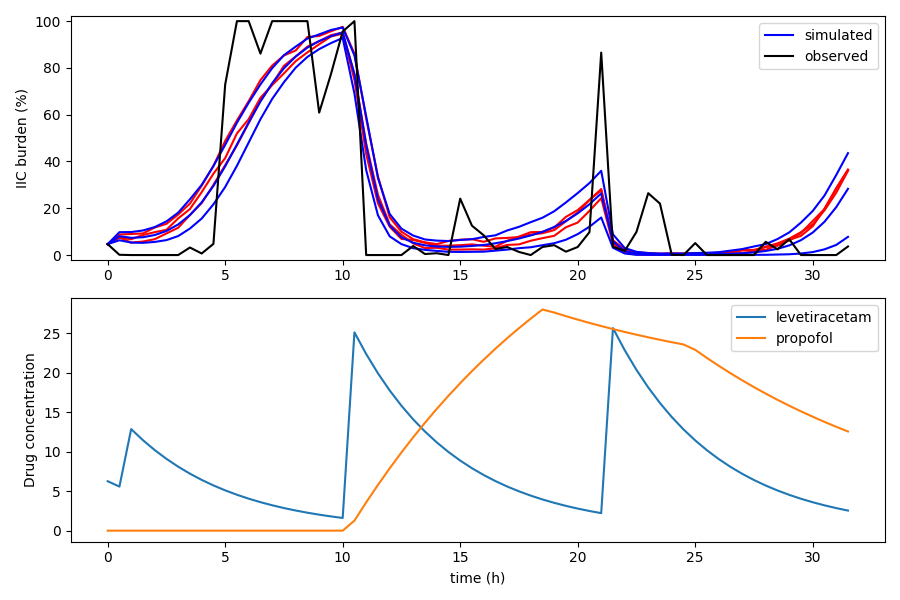 IIC burden (%)
100
80
60
40
20
0
simulated
observed
0 5 10 15 20 25 30
Drug concentration
25
20
15
10
5
0
levetiracetam
propofol
0 5 10 15 20 25 30
time (h)